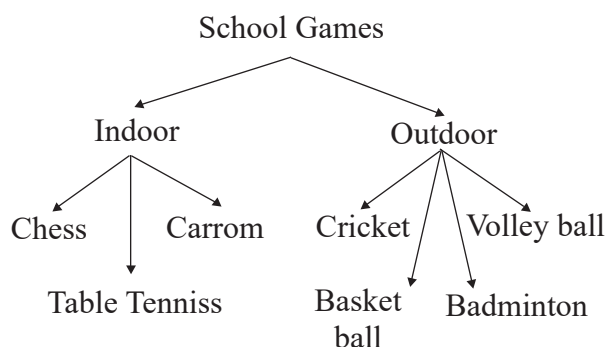 School Games
Indoor
Outdoor
Chess
Carrom
Table Tenniss
Cricket
Volley ball
Basket
ball
Badminton